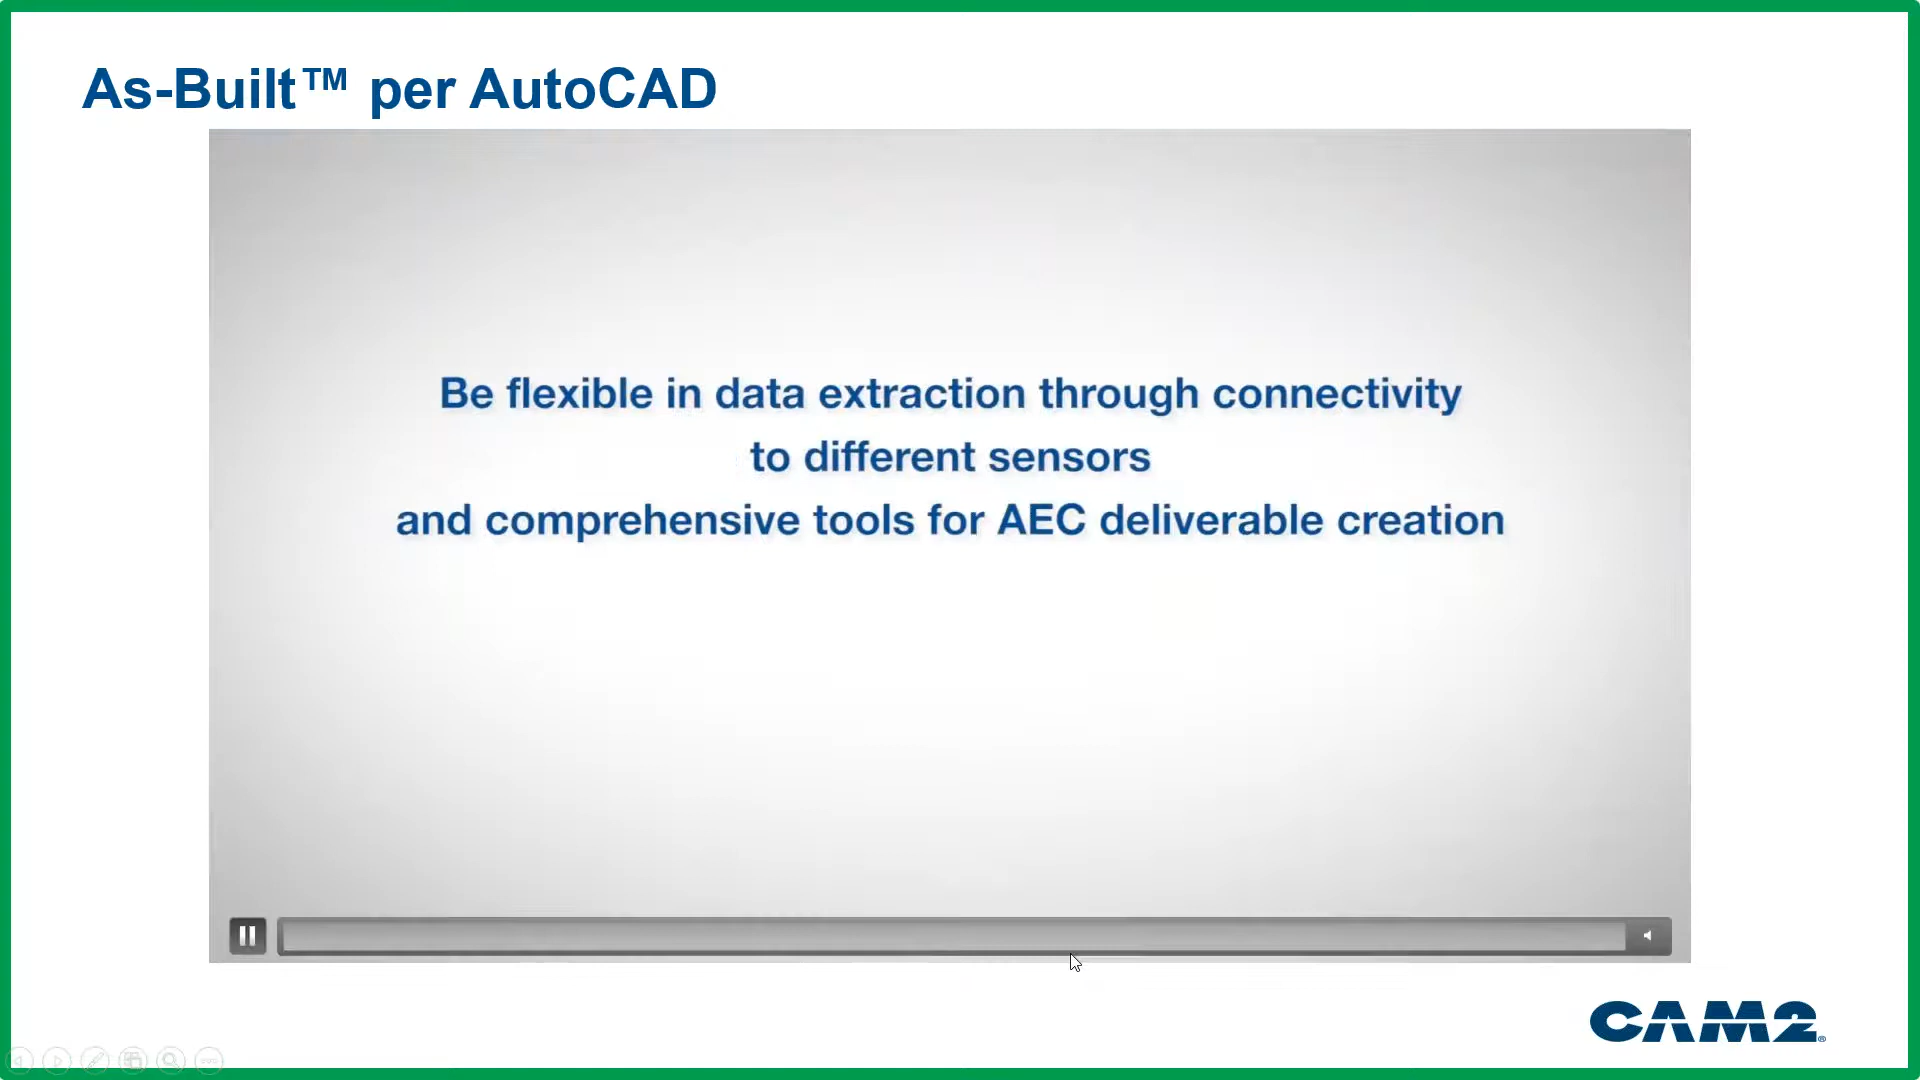 As-Built™ per AutoCAD
Be flexible in data extraction through connectivity
to different sensors
and comprehensive tools for AEC deliverable creation
CAM2®